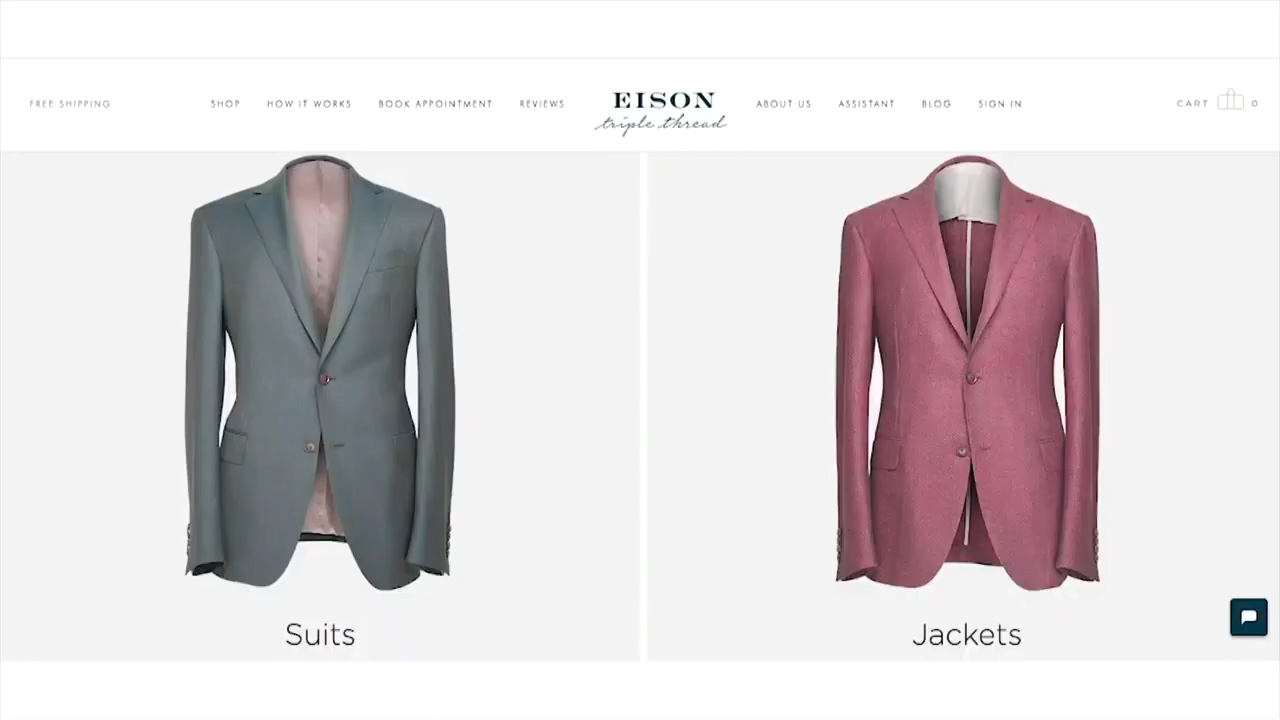 FREE SHIPPING
SHOP
HOW IT WORKS
BOOK APPOINTMENT
REVIEWS
EISON
triple thread
ABOUT US
ASSISTANT
BLOG
SIGN IN
CART 0
Suits
Jackets